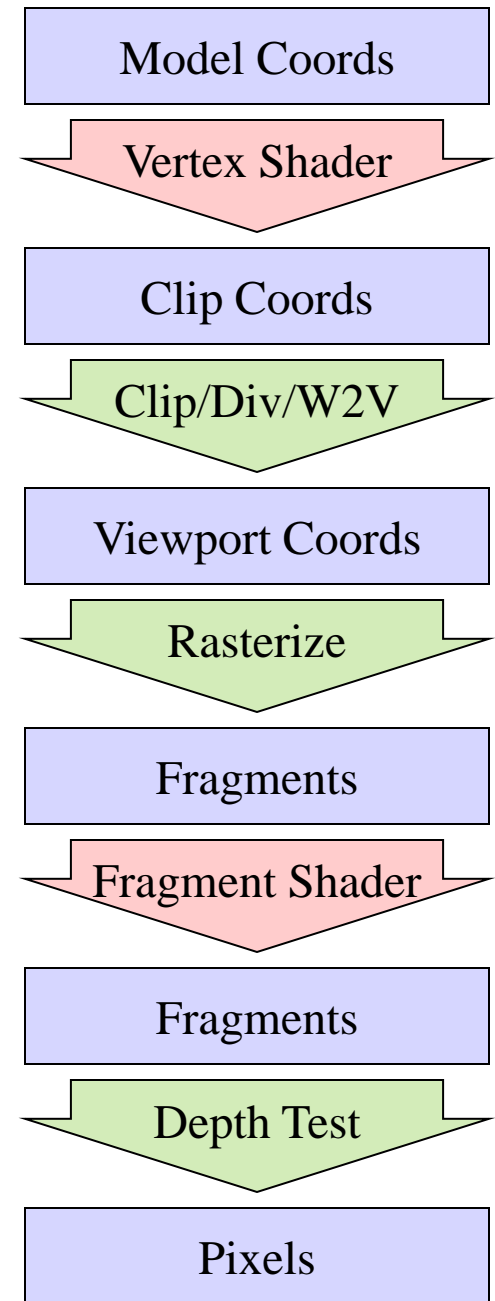 Model Coords
Vertex Shader
Clip Coords
Clip/Div/W2V
Viewport Coords
Rasterize
Fragments
Fragment Shader
Fragments
Depth Test
Pixels